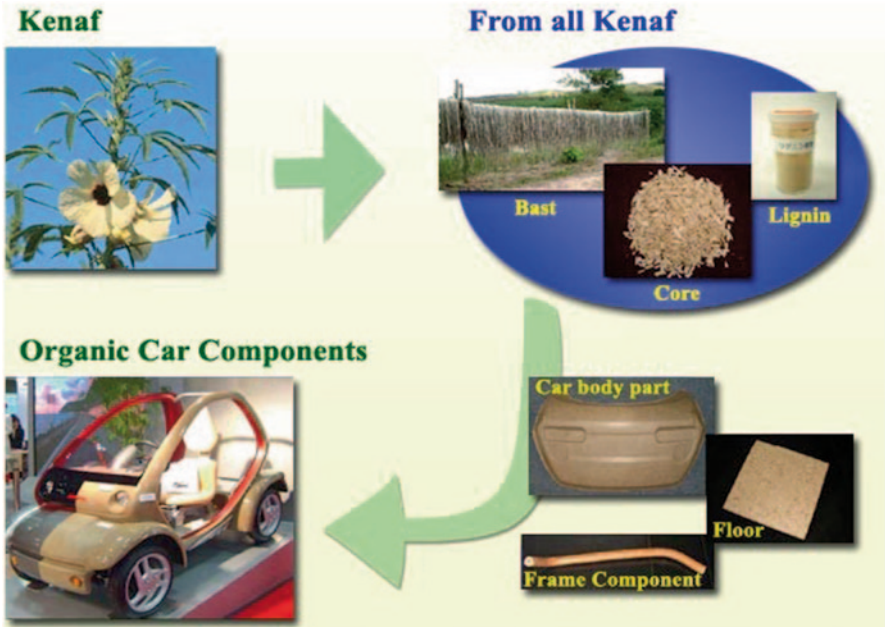 Kenaf
From all Kenaf
Bast
Core
Lignin
Organic Car Components
Car body part
Floor
Frame Component